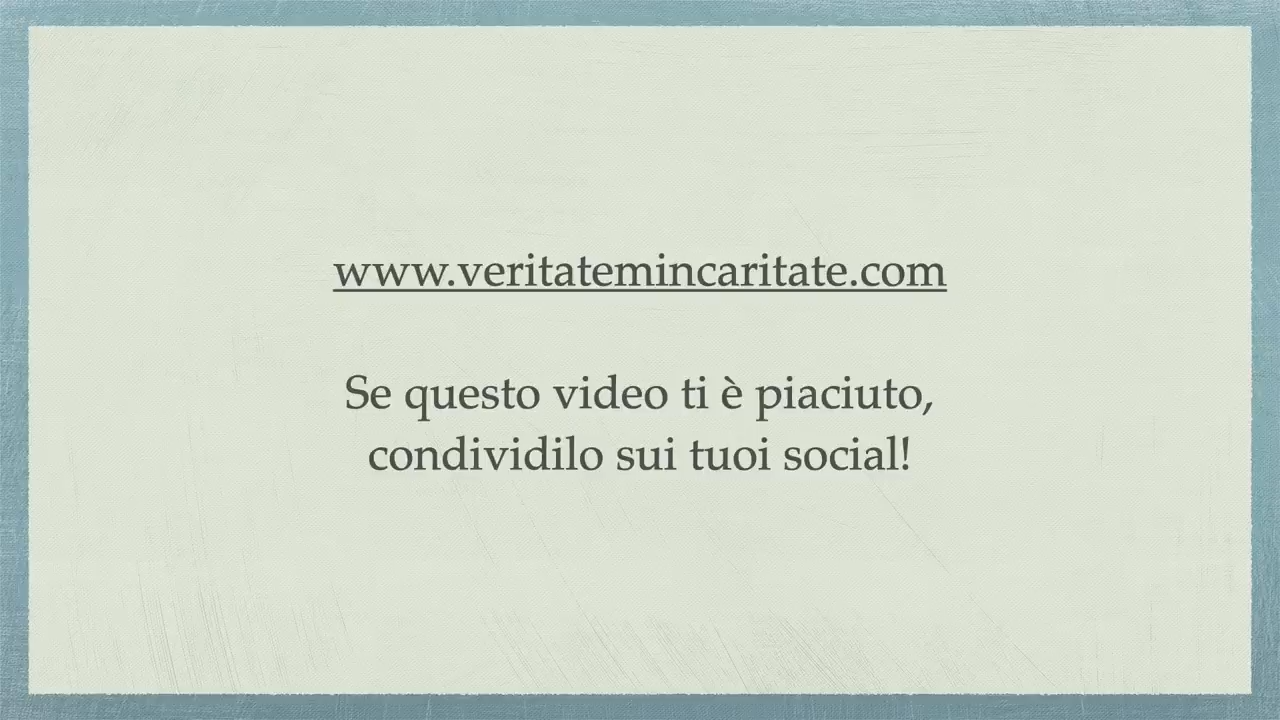 www.veritatemincaritate.com
Se questo video ti è piaciuto,
condividilo sui tuoi social!